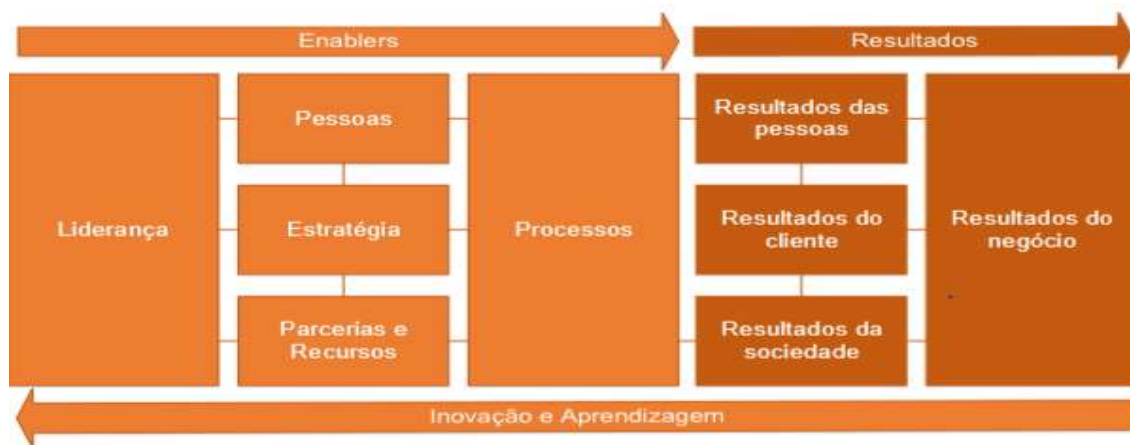 Enablers
Resultados
Liderança
Pessoas
Estratégia
Parcerias e
Recursos
Processos
Resultados das
pessoas
Resultados do
cliente
Resultados da
sociedade
Resultados do
negócio
Inovação e Aprendizagem